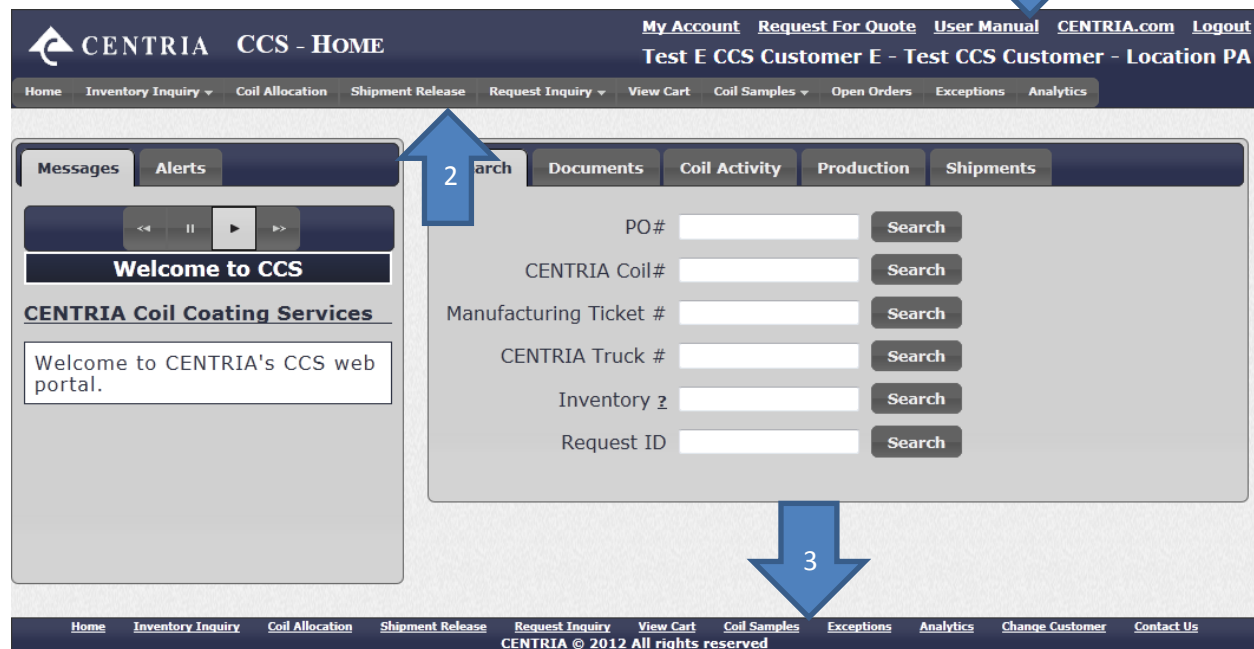 My Account Request For Quote User Manual CENTRIA.com Logout
CENTRIA CCS - HOME
Test E CCS Customer E - Test CCS Customer - Location PA
Home Inventory Inquiry Coil Allocation Shipment Release Request Inquiry View Cart Coil Samples Open Orders Exceptions Analytics
2
Messages Alerts
arch Documents Coil Activity Production Shipments
Welcome to CCS
CENTRIA Coil Coating Services
Welcome to CENTRIA's CCS web
portal.
PO# Search
CENTRIA Coil# Search
Manufacturing Ticket # Search
CENTRIA Truck # Search
Inventory ? Search
Request ID Search
3
Home Inventory Inquiry Coil Allocation Shipment Release Request Inquiry View Cart Coil Samples Exceptions Analytics Change Customer Contact Us
CENTRIA © 2012 All rights reserved